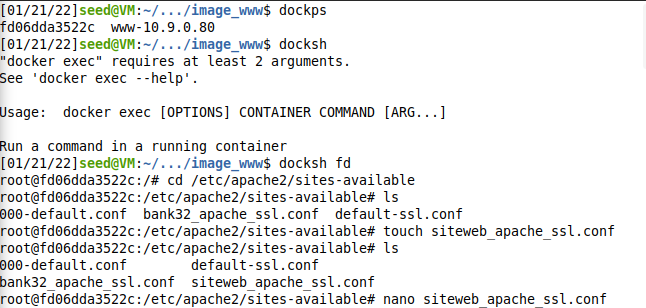 [01/21/22]seed@VM:~/.../image_www$ dockps
fd06dda3522c  www-10.9.0.80
[01/21/22]seed@VM:~/.../image_www$ docksh
"docker exec" requires at least 2 arguments.
See 'docker exec --help'.

Usage:  docker exec [OPTIONS] CONTAINER COMMAND [ARG...]

Run a command in a running container
[01/21/22]seed@VM:~/.../image_www$ docksh fd
root@fd06dda3522c:/# cd /etc/apache2/sites-available
root@fd06dda3522c:/etc/apache2/sites-available# ls
000-default.conf  bank32_apache_ssl.conf  default-ssl.conf
root@fd06dda3522c:/etc/apache2/sites-available# touch siteweb_apache_ssl.conf
root@fd06dda3522c:/etc/apache2/sites-available# ls
000-default.conf        default-ssl.conf
bank32_apache_ssl.conf  siteweb_apache_ssl.conf
root@fd06dda3522c:/etc/apache2/sites-available# nano siteweb_apache_ssl.conf